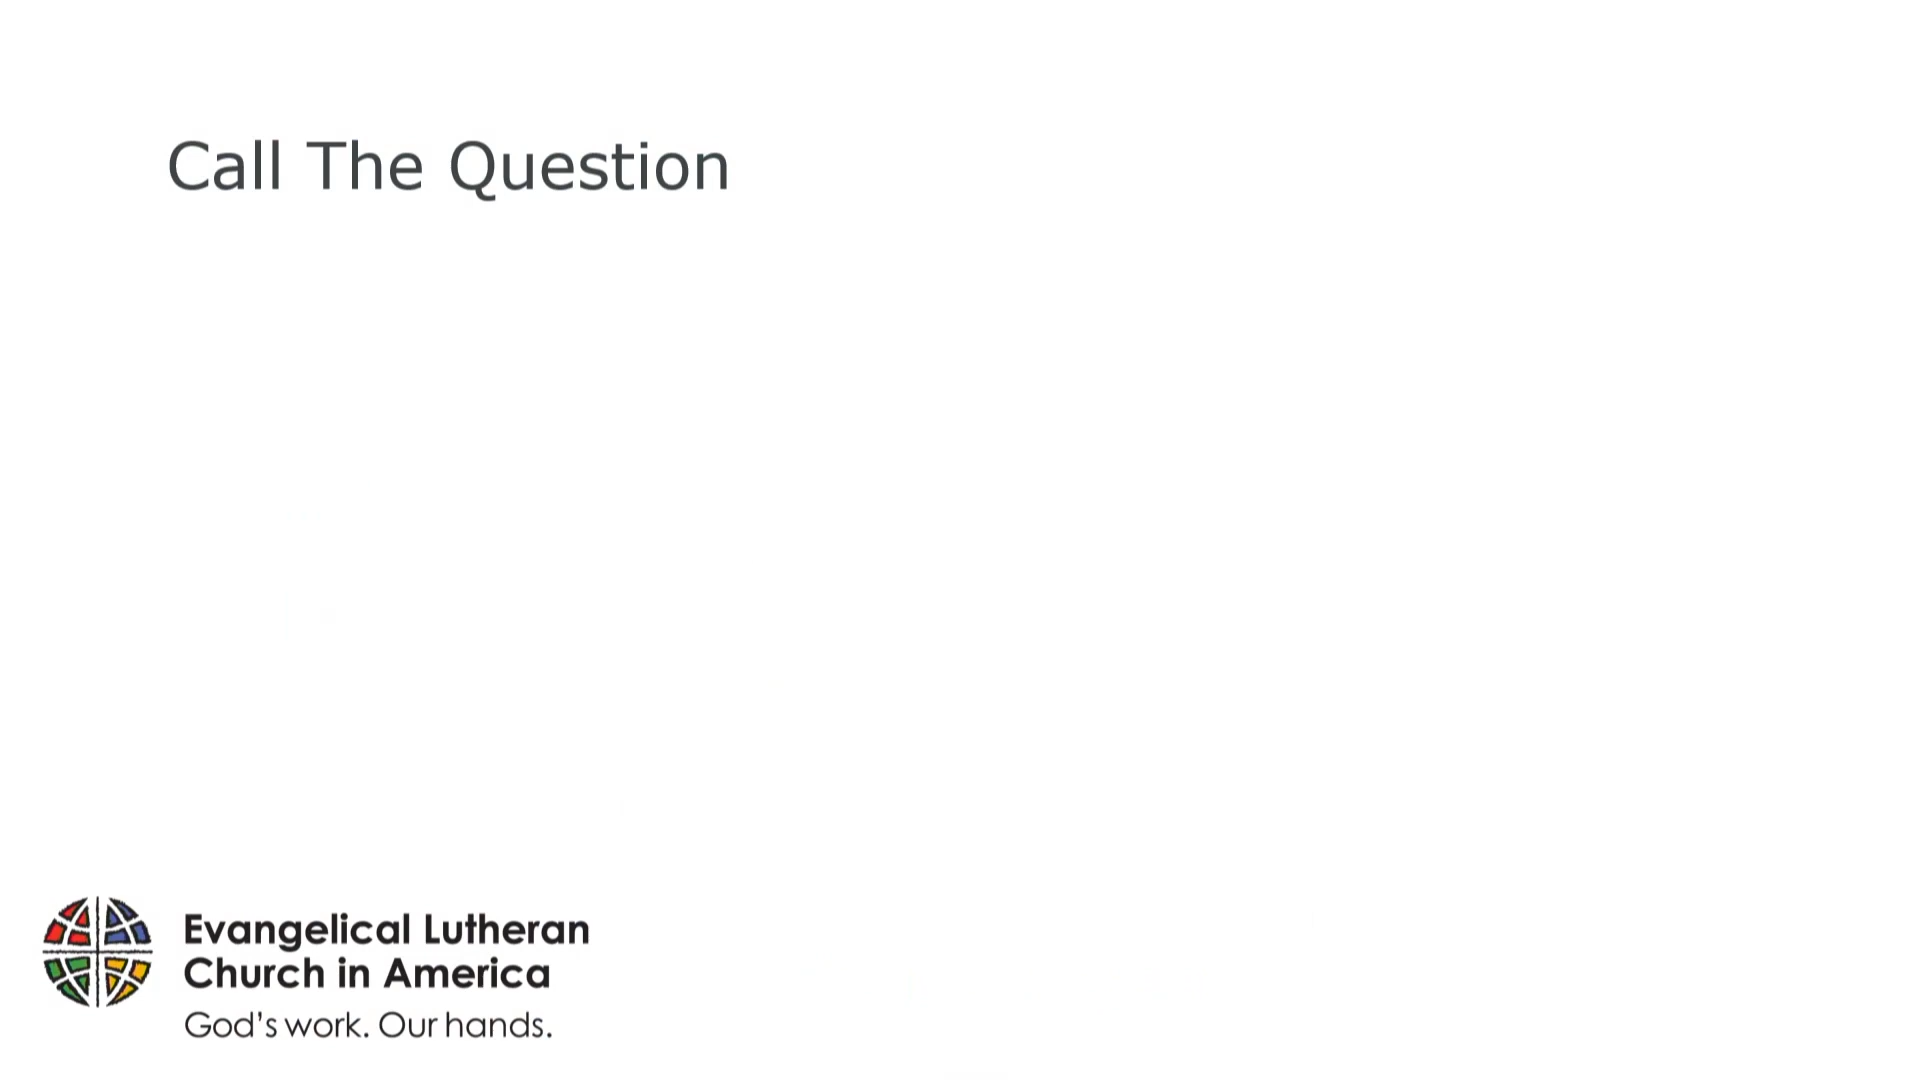 Call The Question
Evangelical Lutheran
Church in America
God's work. Our hands.